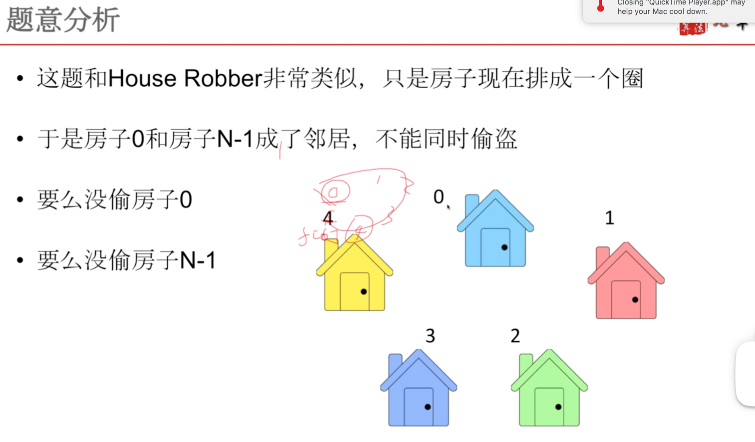 题意分析
Closing "QuickTime Player.app" may
help your Mac cool down.
• 这题和House Robber非常类似，只是房子现在排成一个圈
• 于是房子0和房子N-1成了邻居，不能同时偷盗
• 要么没偷房子0
• 要么没偷房子N-1
0
1
2
3
4
0
1
2
3